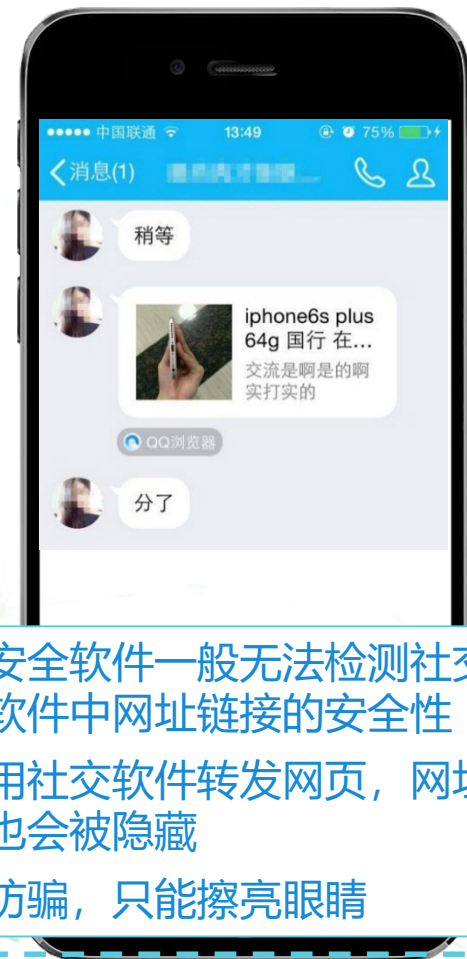 中国联通 13:49 75%
消息(1)
稍等
iphone6s plus
64g 国行 在...
交流是啊是的啊
实打实的
QQ浏览器
分了
安全软件一般无法检测社交
软件中网址链接的安全性
用社交软件转发网页，网址
也会被隐藏
防骗，只能擦亮眼睛